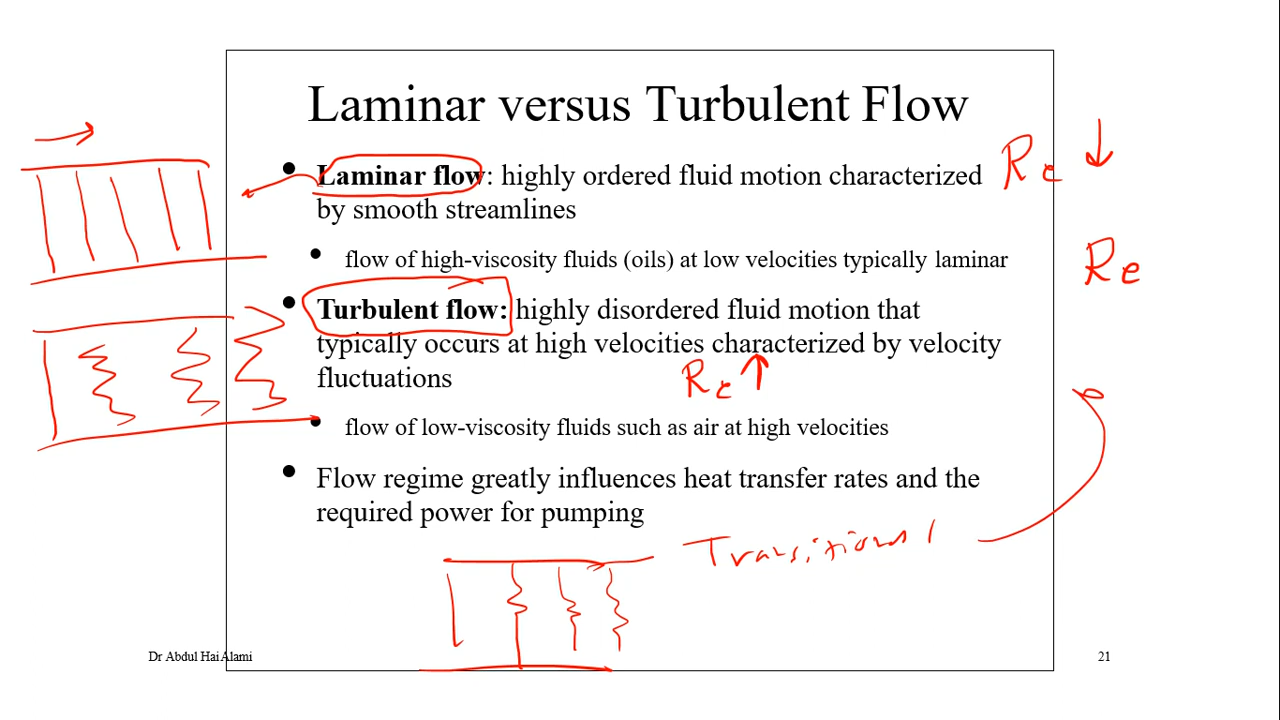 Laminar versus Turbulent Flow
• Laminar flow: highly ordered fluid motion characterized
by smooth streamlines
Re ↓
• flow of high-viscosity fluids (oils) at low velocities typically laminar
Re
• Turbulent flow: highly disordered fluid motion that
typically occurs at high velocities characterized by velocity
fluctuations
Re ↑
• flow of low-viscosity fluids such as air at high velocities
• Flow regime greatly influences heat transfer rates and the
required power for pumping
Transitional
Dr Abdul Hai Alami
21